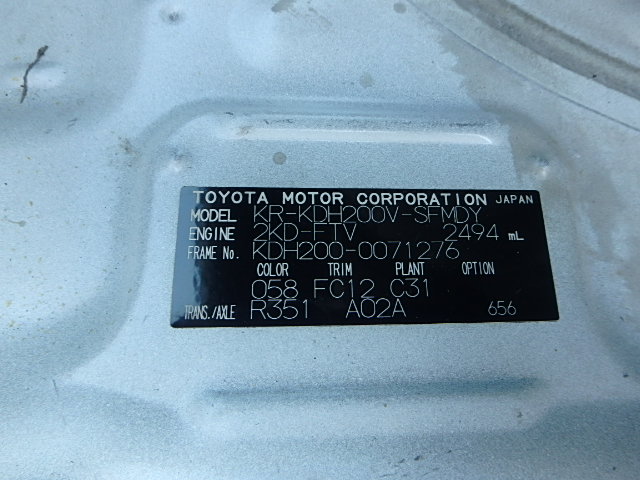 TOYOTA MOTOR CORPORATION JAPAN
MODEL KR-KDH200V-SFMDY
ENGINE 2KD-FTV 2494 mL
FRAME No. KDH200-0071276
COLOR TRIM PLANT OPTION
058 FC12 C31
TRANS./AXLE R351 A02A 656